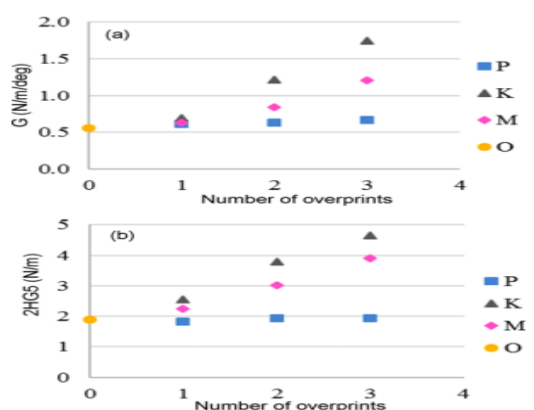 2.0
(a)
1.5
1.0
0.5
0.0
G (N/m/deg)
0 1 2 3 4
Number of overprints
P
K
M
O
5
(b)
4
3
2
1
0
2HG5 (N/m)
0 1 2 3 4
Number of overprints
P
K
M
O